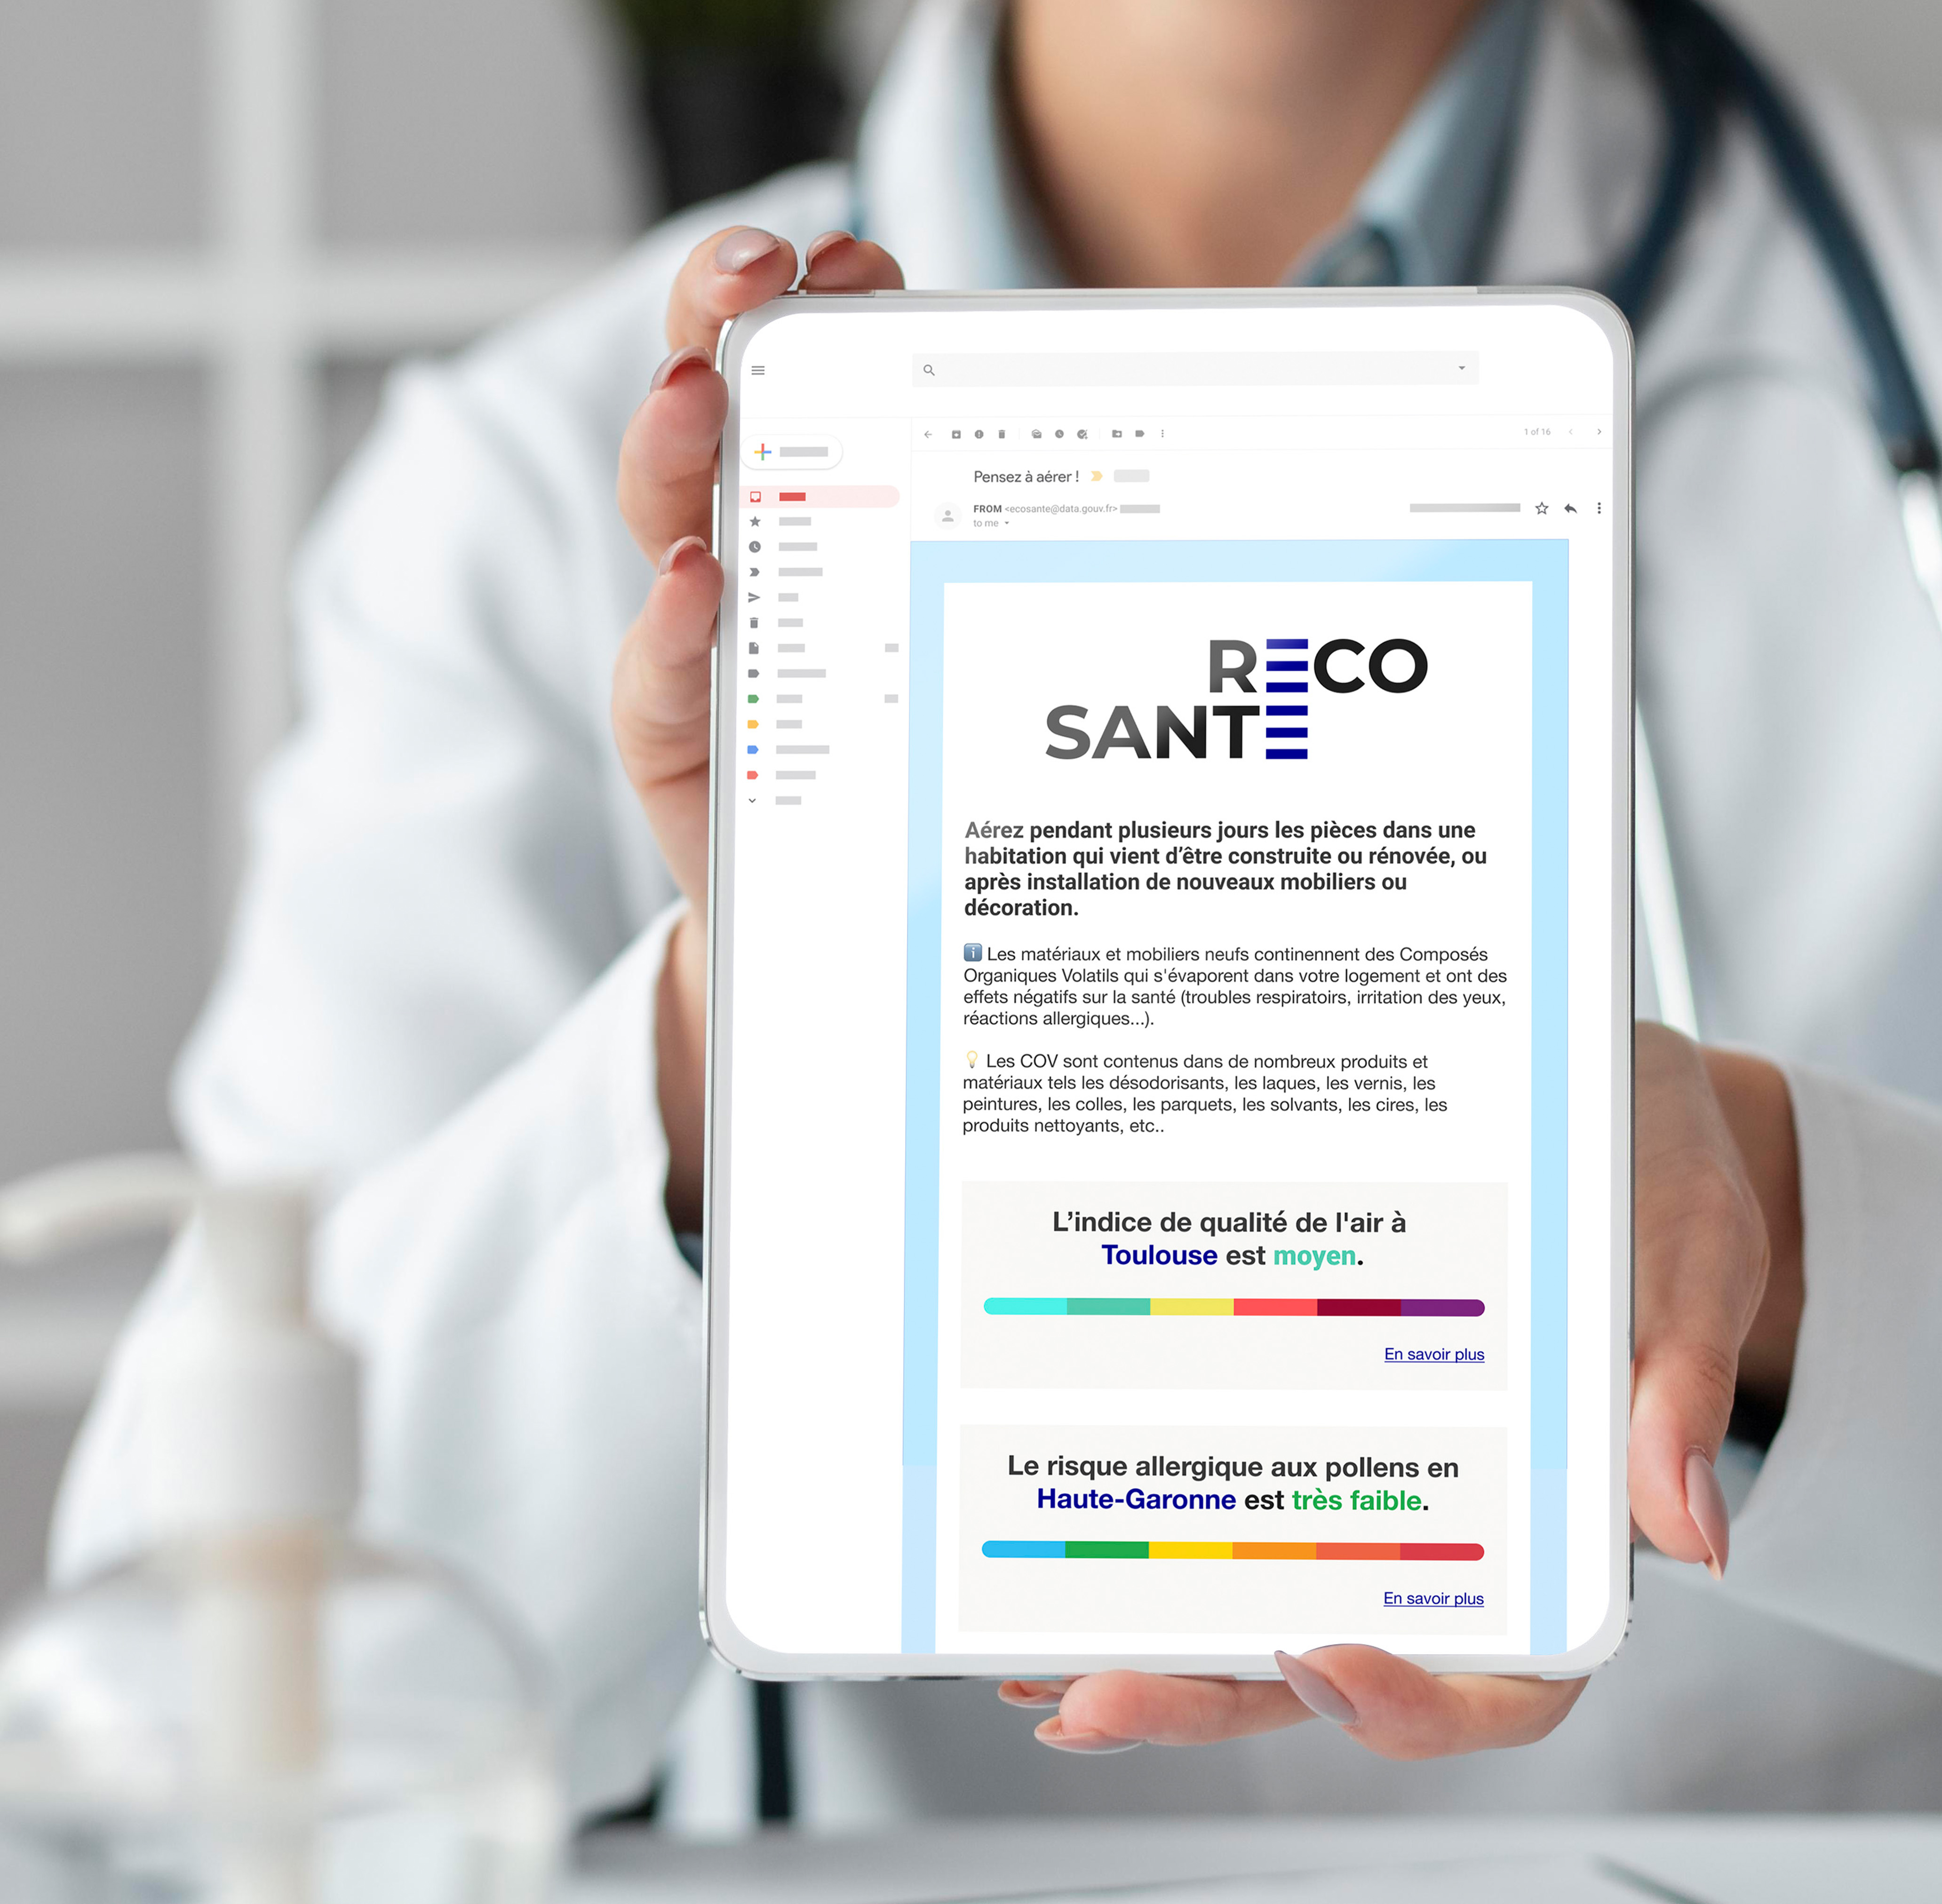 1 of 16
Pensez à aérer !
FROM <ecosante@data.gouv.fr>
to me
RECO
SANTE
Aérez pendant plusieurs jours les pièces dans une
habitation qui vient d’être construite ou rénovée, ou
après installation de nouveaux mobiliers ou
décoration.
Les matériaux et mobiliers neufs continennent des Composés
Organiques Volatils qui s'évaporent dans votre logement et ont des
effets négatifs sur la santé (troubles respiratoirs, irritation des yeux,
réactions allergiques...).
Les COV sont contenus dans de nombreux produits et
matériaux tels les désodorisants, les laques, les vernis, les
peintures, les colles, les parquets, les solvants, les cires, les
produits nettoyants, etc..
L’indice de qualité de l'air à
Toulouse est moyen.
En savoir plus
Le risque allergique aux pollens en
Haute-Garonne est très faible.
En savoir plus